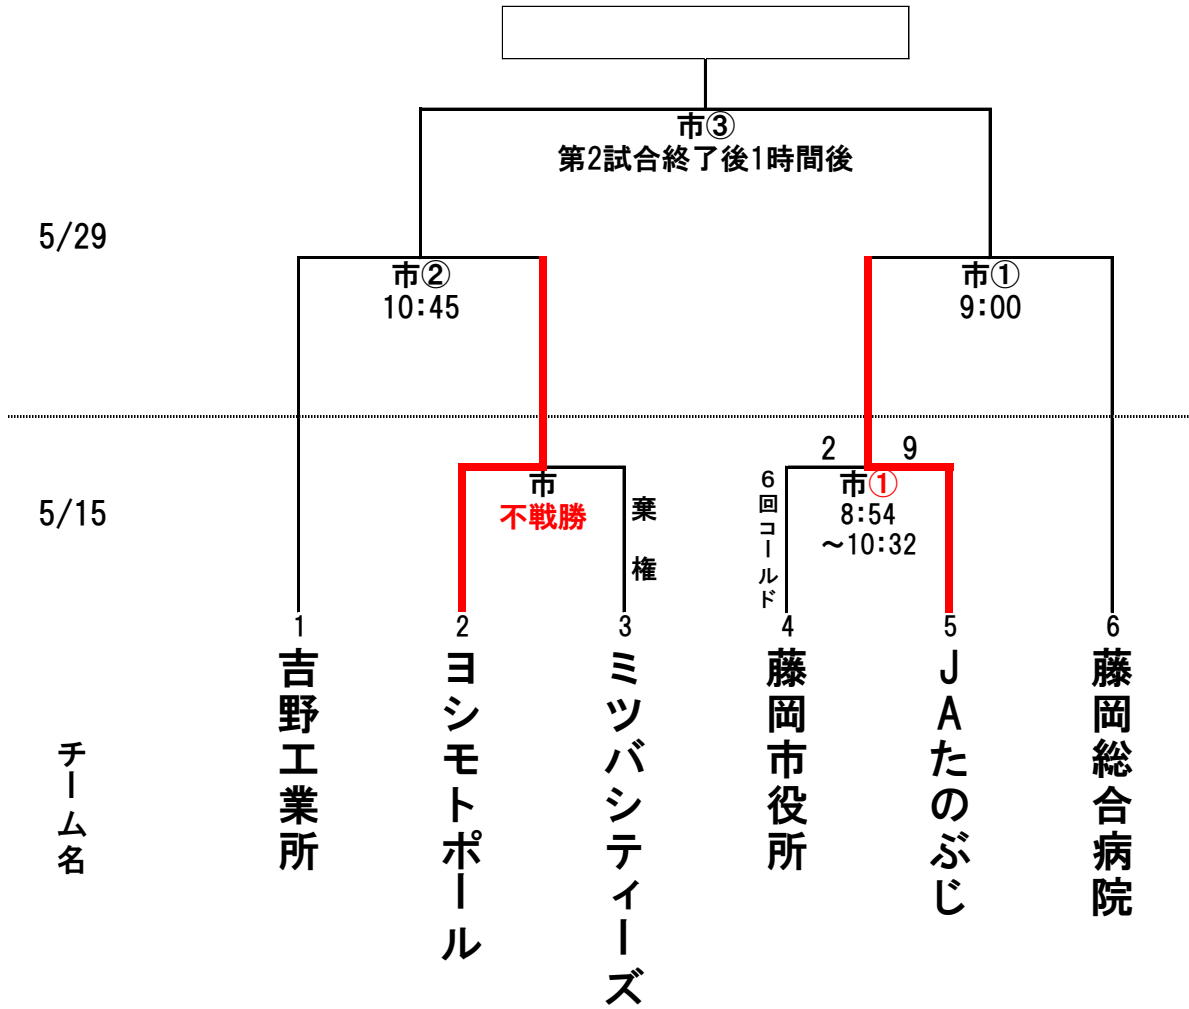 市③
第2試合終了後1時間後
5/29
市②
10:45
市①
9:00
5/15
市
不戦勝
棄権
2 9
6回コールド
市①
8:54
～10:32
1
2
3
4
5
6
チーム名
吉野工業所
ヨシモトポール
ミツバシティーズ
藤岡市役所
JAたのぶじ
藤岡総合病院